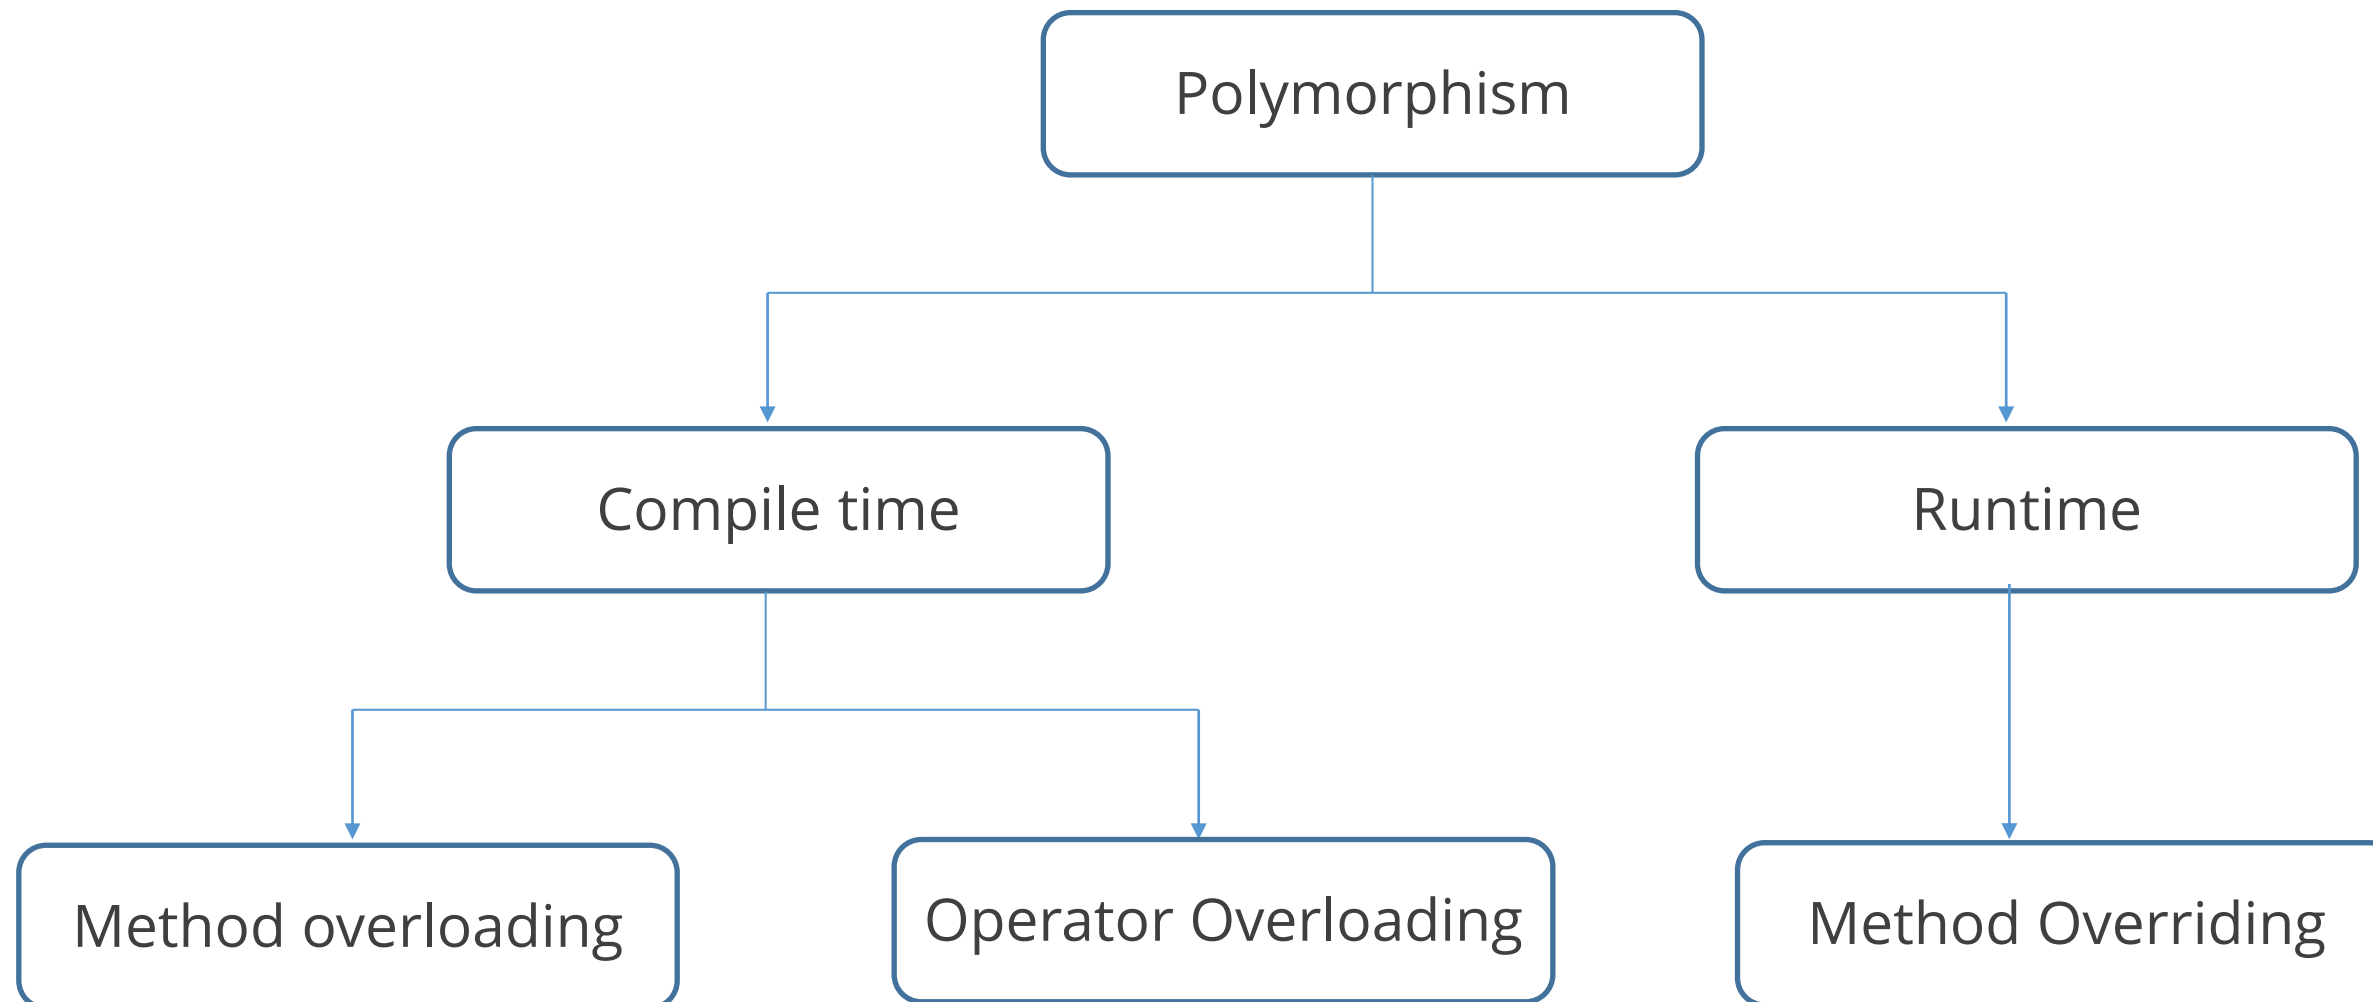 Polymorphism
Compile time
Runtime
Method overloading
Operator Overloading
Method Overriding